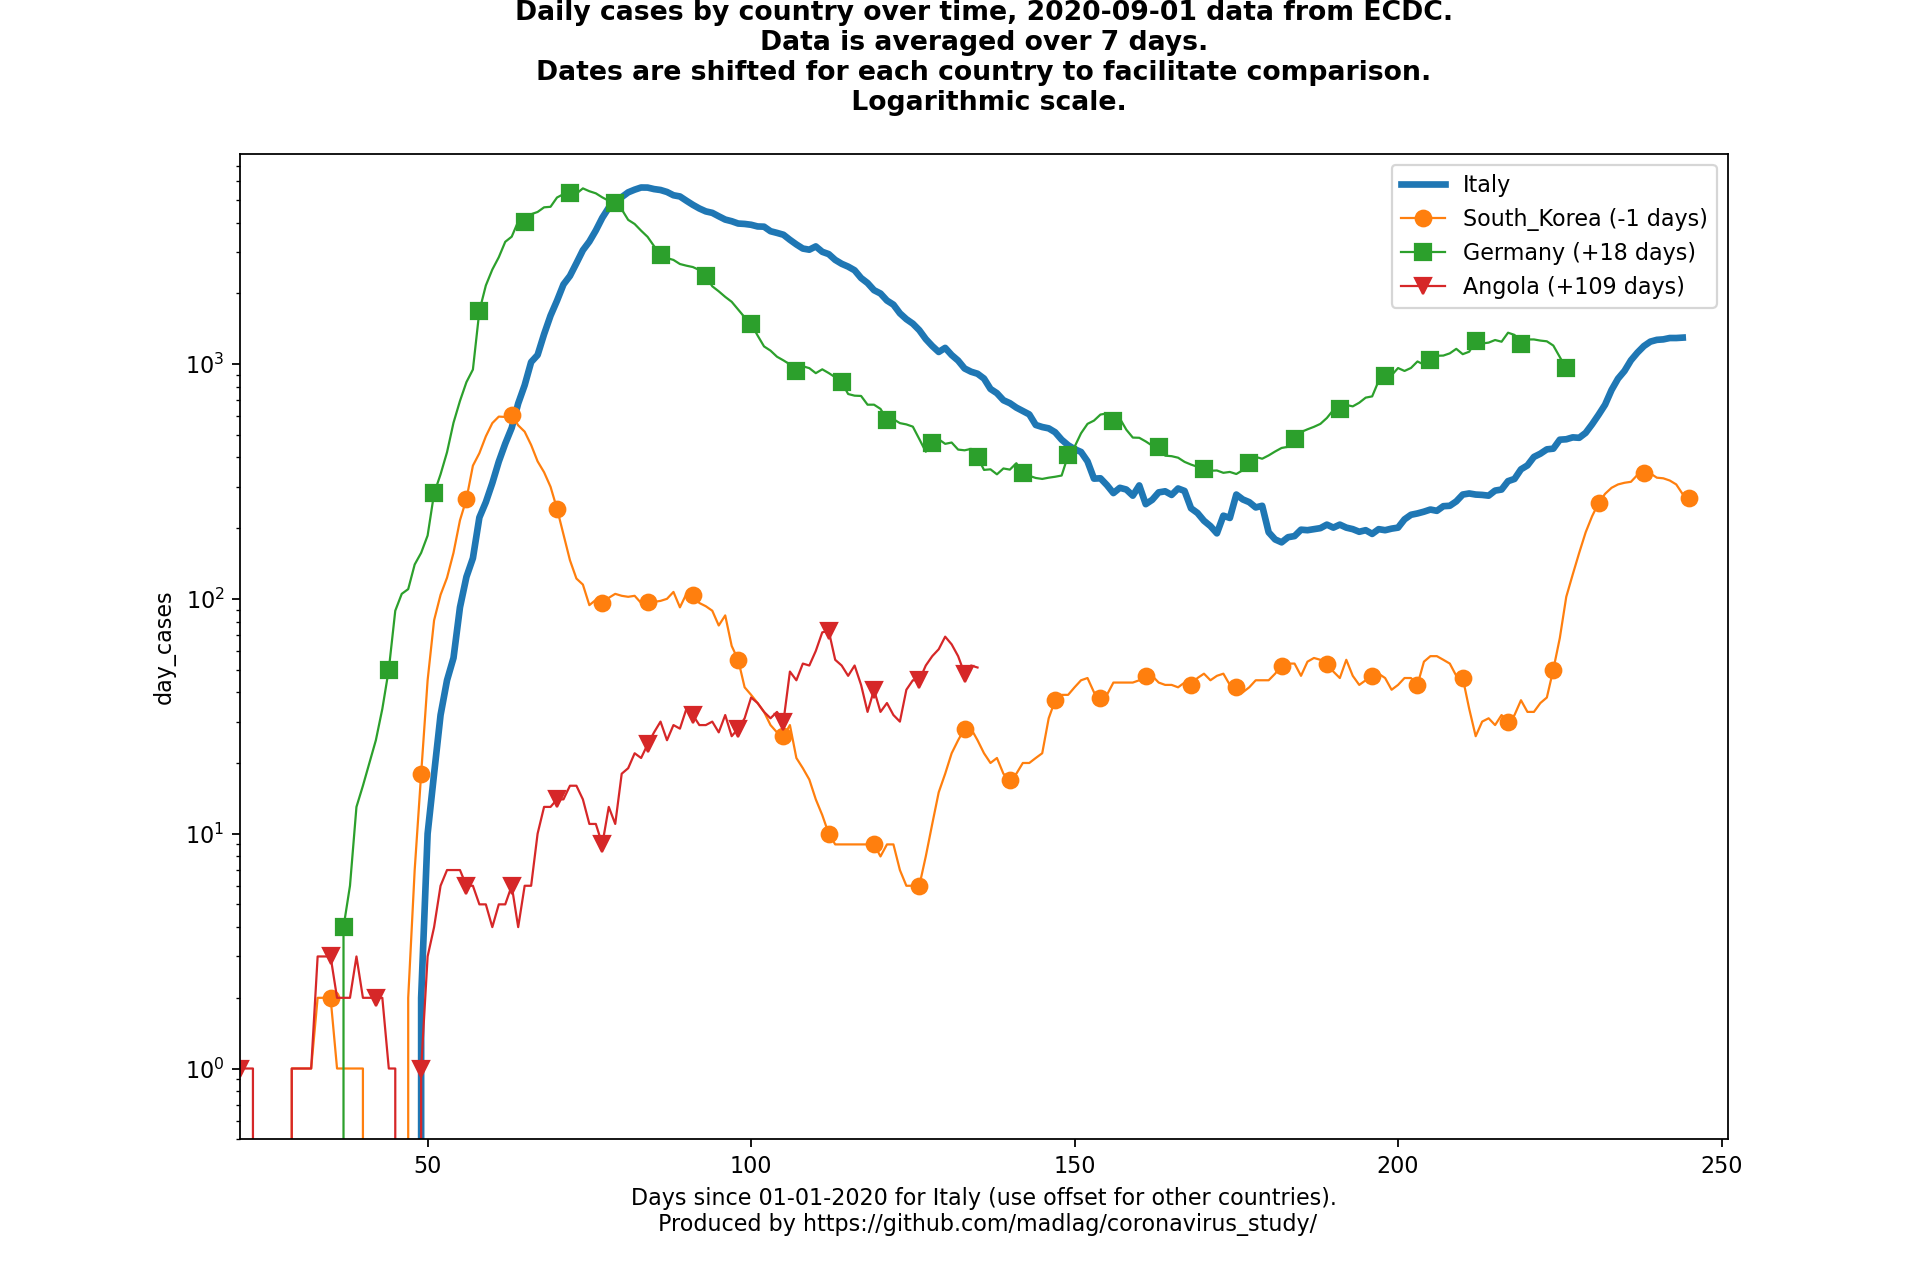 Daily cases by country over time, 2020-09-01 data from ECDC.
Data is averaged over 7 days.
Dates are shifted for each country to facilitate comparison.
Logarithmic scale.
Italy
South_Korea (-1 days)
Germany (+18 days)
Angola (+109 days)
day_cases
10³
10²
10¹
10⁰
50
100
150
200
250
Days since 01-01-2020 for Italy (use offset for other countries).
Produced by https://github.com/madlag/coronavirus_study/